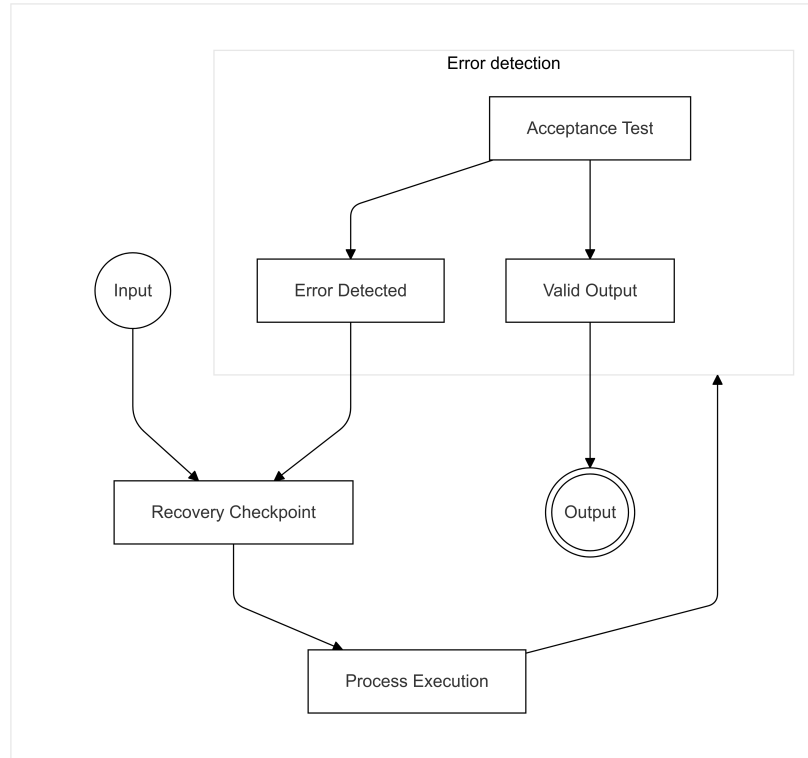 Error detection
Acceptance Test
Input
Error Detected
Valid Output
Recovery Checkpoint
Output
Process Execution